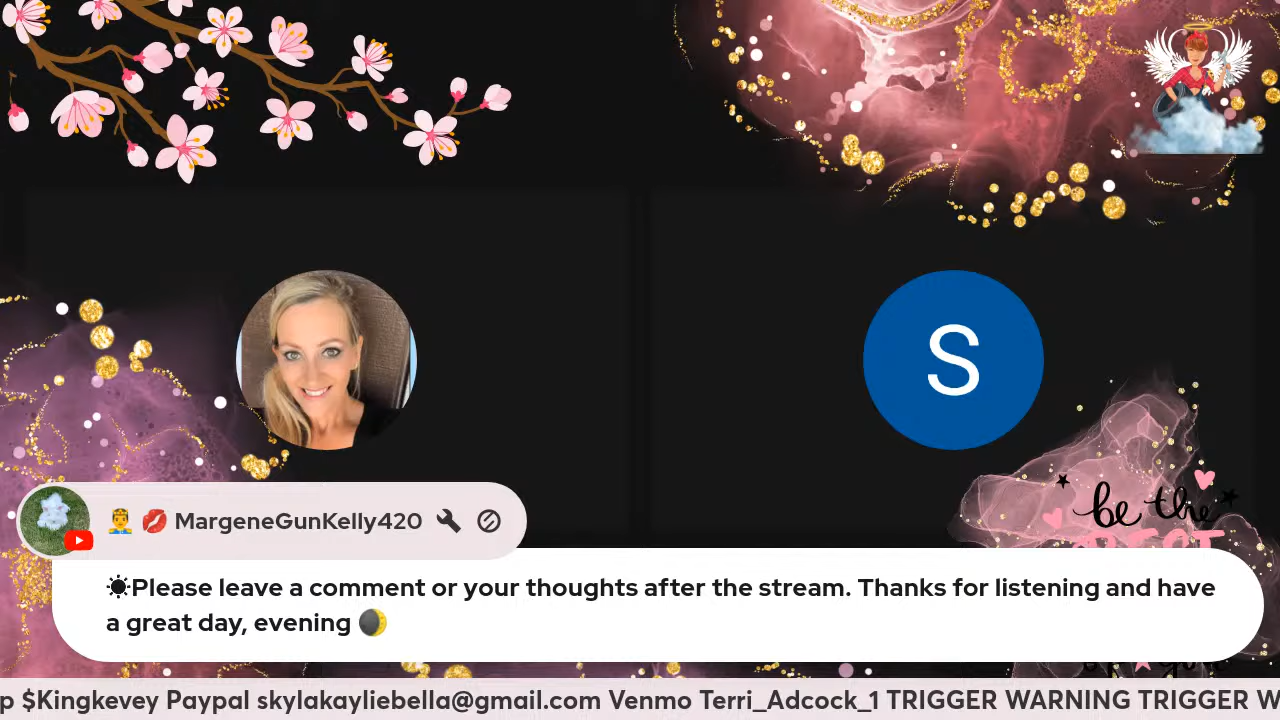 S
be the
BEST
MargeneGunKelly420
Please leave a comment or your thoughts after the stream. Thanks for listening and have
a great day, evening
p $Kingkevey Paypal skylakayliebella@gmail.com Venmo Terri_Adcock_1 TRIGGER WARNING TRIGGER W